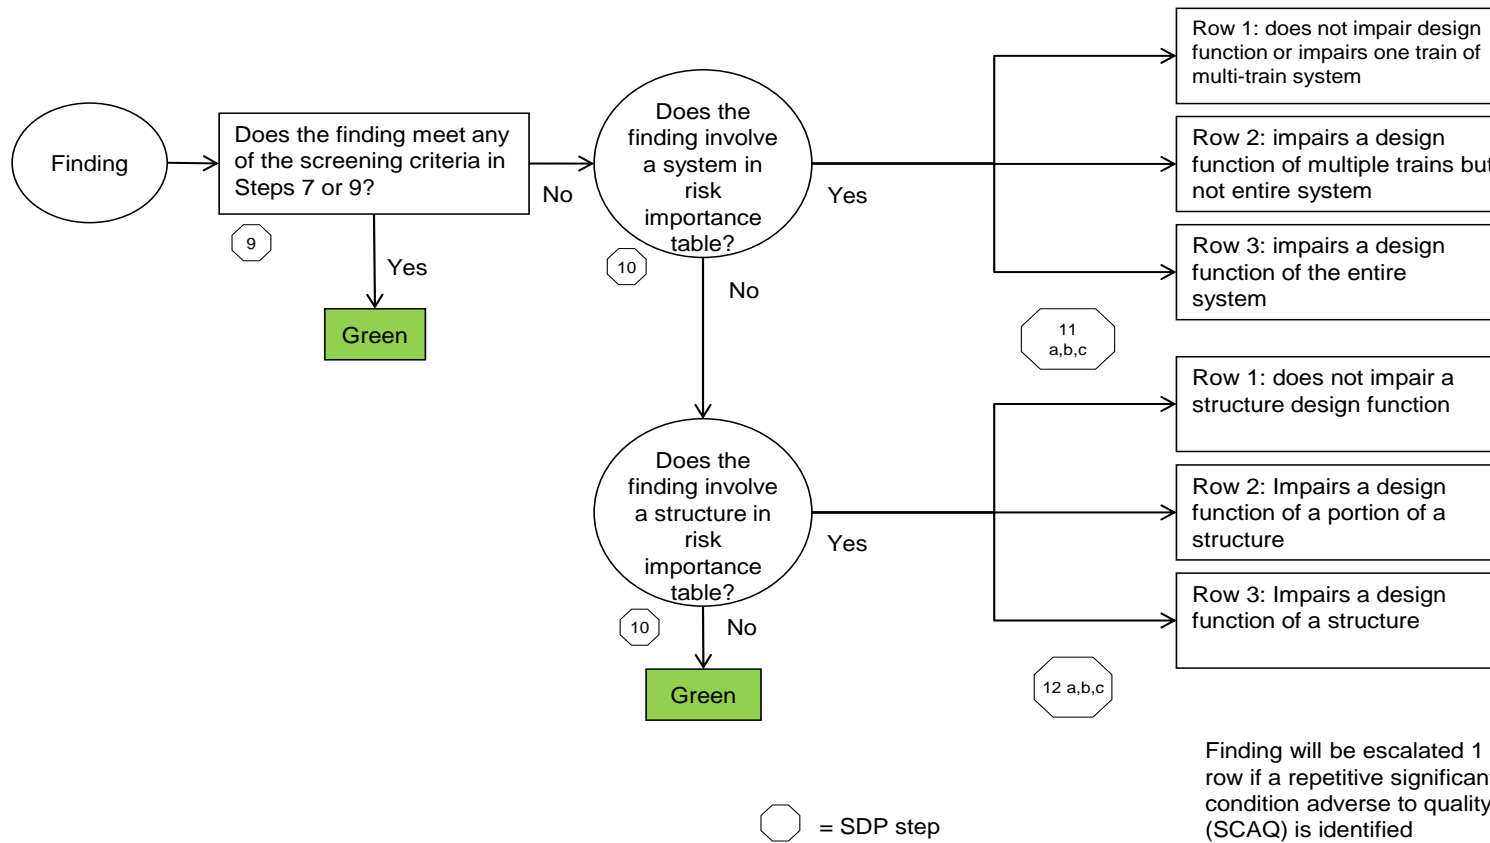 Finding
Does the finding meet any
of the screening criteria in
Steps 7 or 9?
9
No
Yes
Green
Does the
finding involve
a system in
risk
importance
table?
10
Yes
No
Row 1: does not impair design
function or impairs one train of
multi-train system
Row 2: impairs a design
function of multiple trains but
not entire system
Row 3: impairs a design
function of the entire
system
11
a,b,c
Does the
finding involve
a structure in
risk
importance
table?
10
Yes
No
Green
Row 1: does not impair a
structure design function
Row 2: Impairs a design
function of a portion of a
structure
Row 3: Impairs a design
function of a structure
12 a,b,c
Finding will be escalated 1
row if a repetitive significant
condition adverse to quality
(SCAQ) is identified
= SDP step